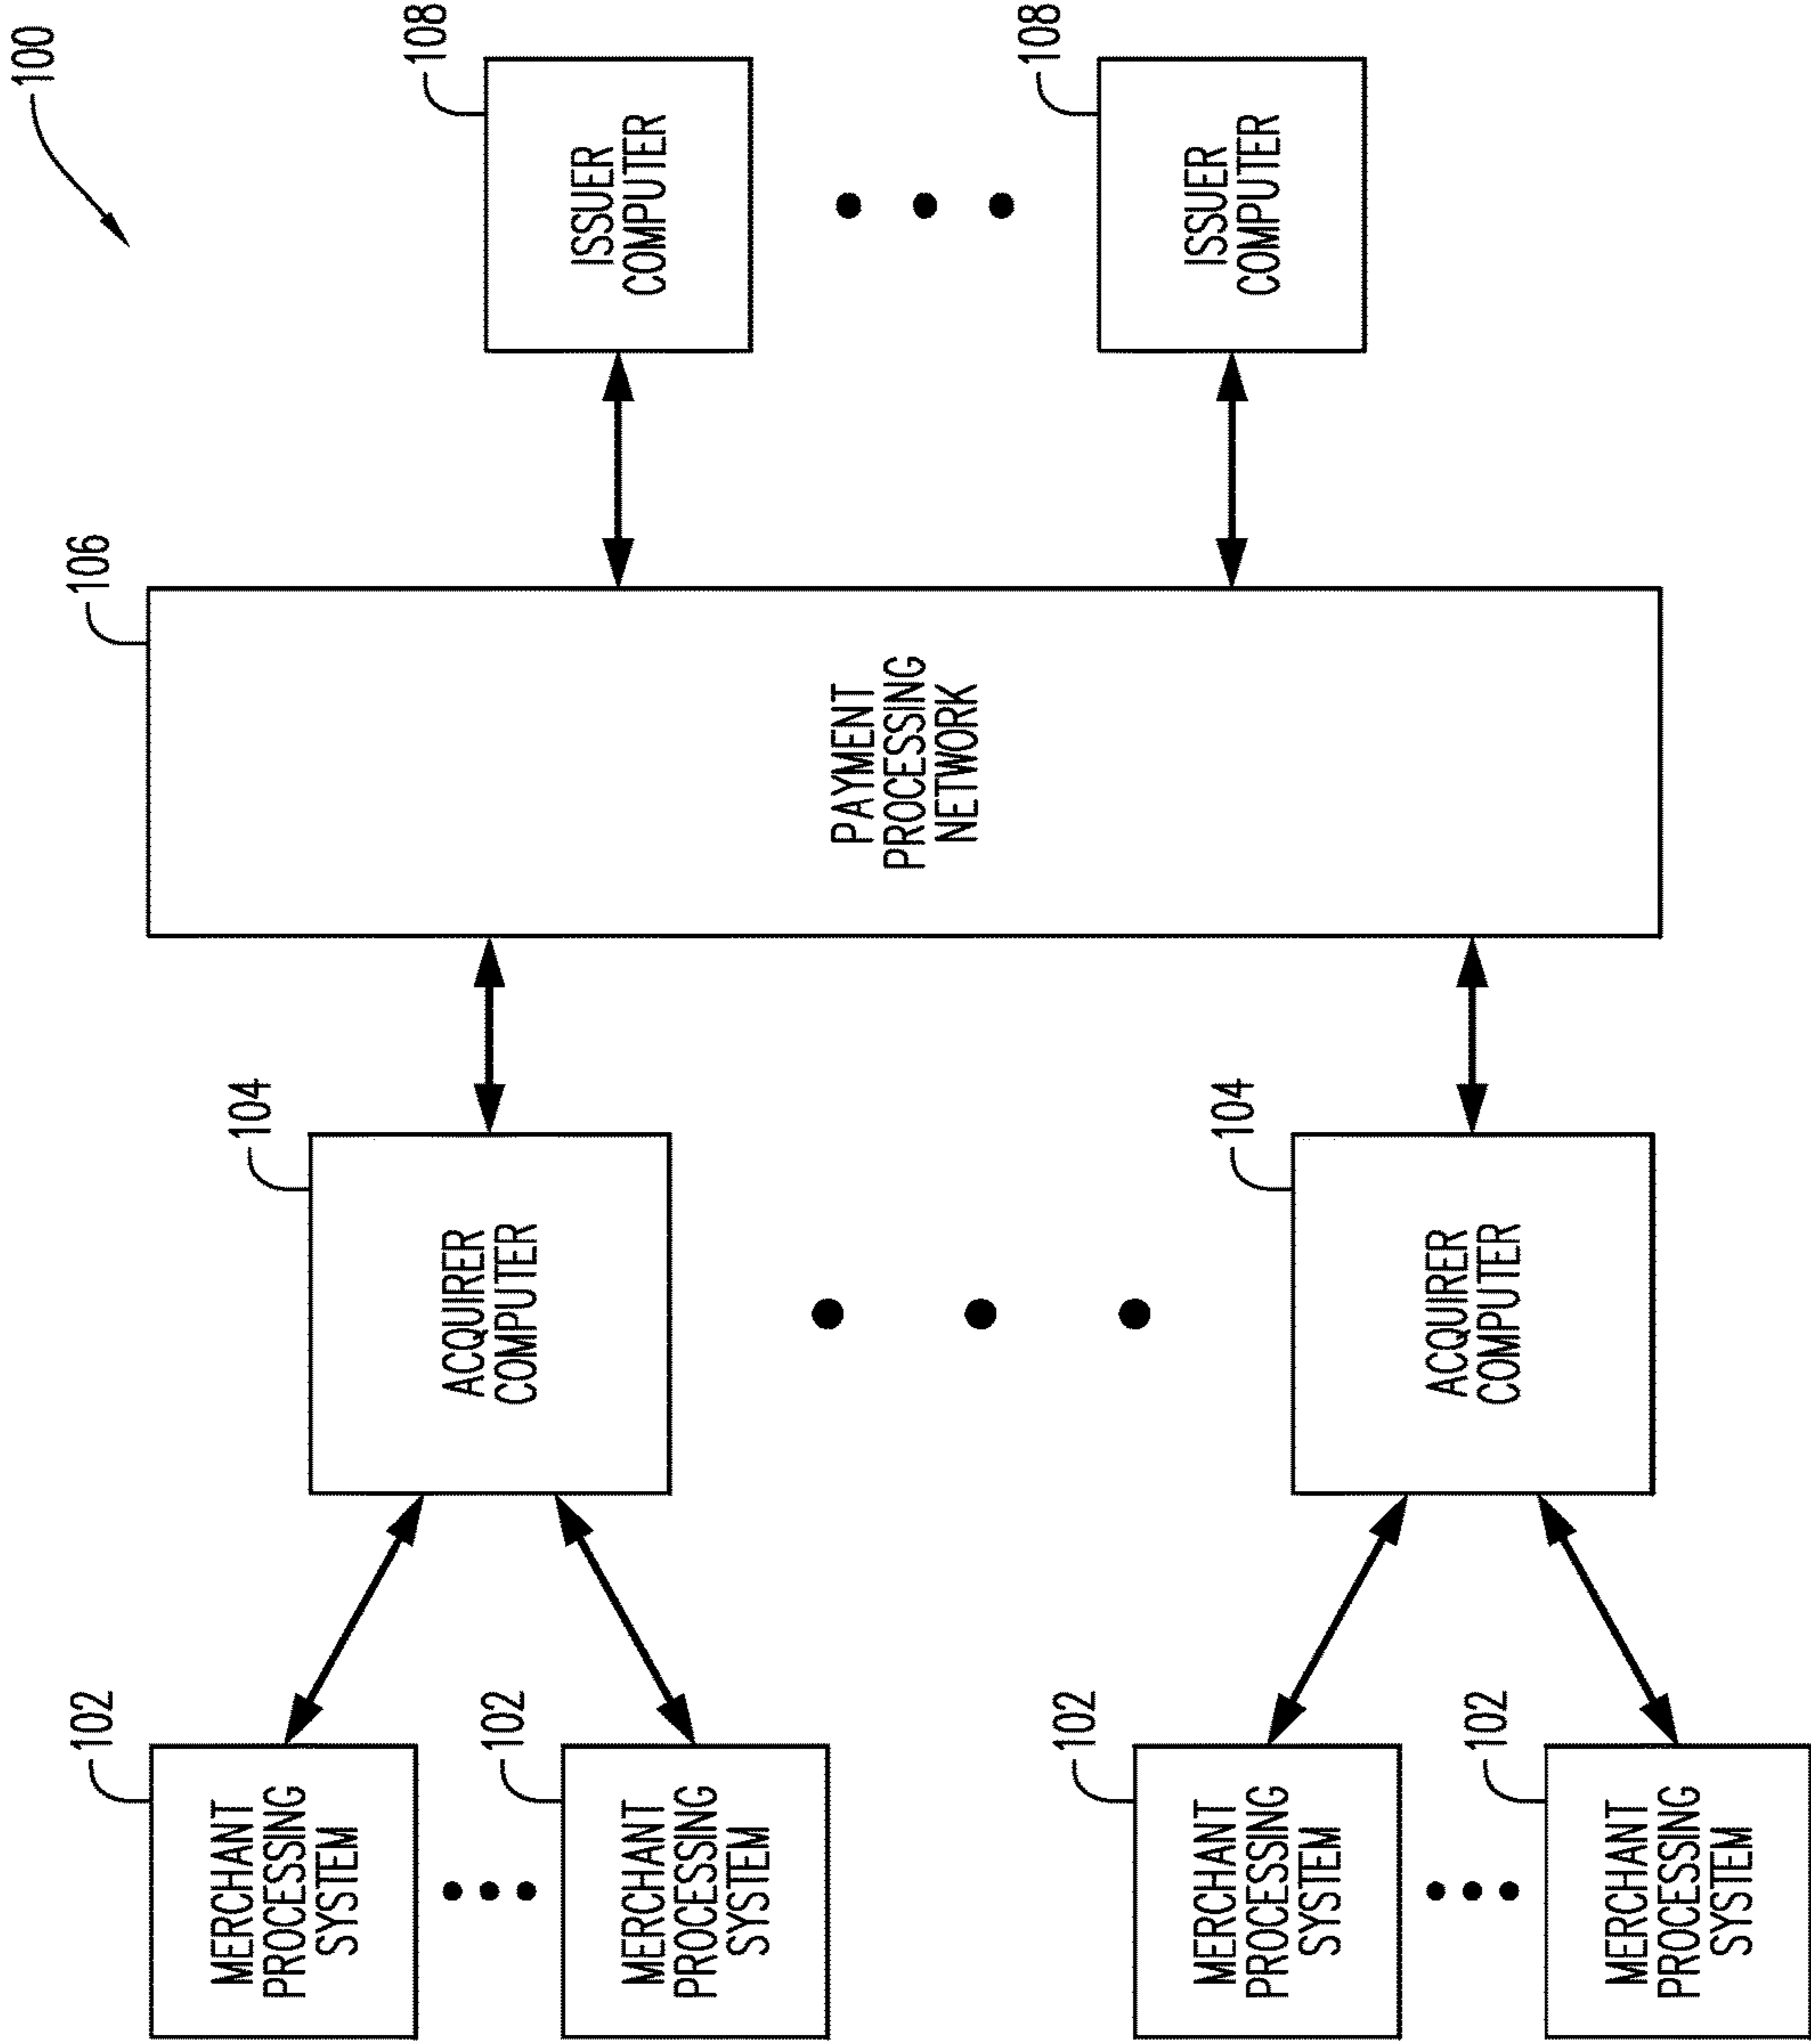 100
102
MERCHANT
PROCESSING
SYSTEM
102
MERCHANT
PROCESSING
SYSTEM
102
MERCHANT
PROCESSING
SYSTEM
102
MERCHANT
PROCESSING
SYSTEM
104
ACQUIRER
COMPUTER
104
ACQUIRER
COMPUTER
106
PAYMENT
PROCESSING
NETWORK
108
ISSUER
COMPUTER
108
ISSUER
COMPUTER